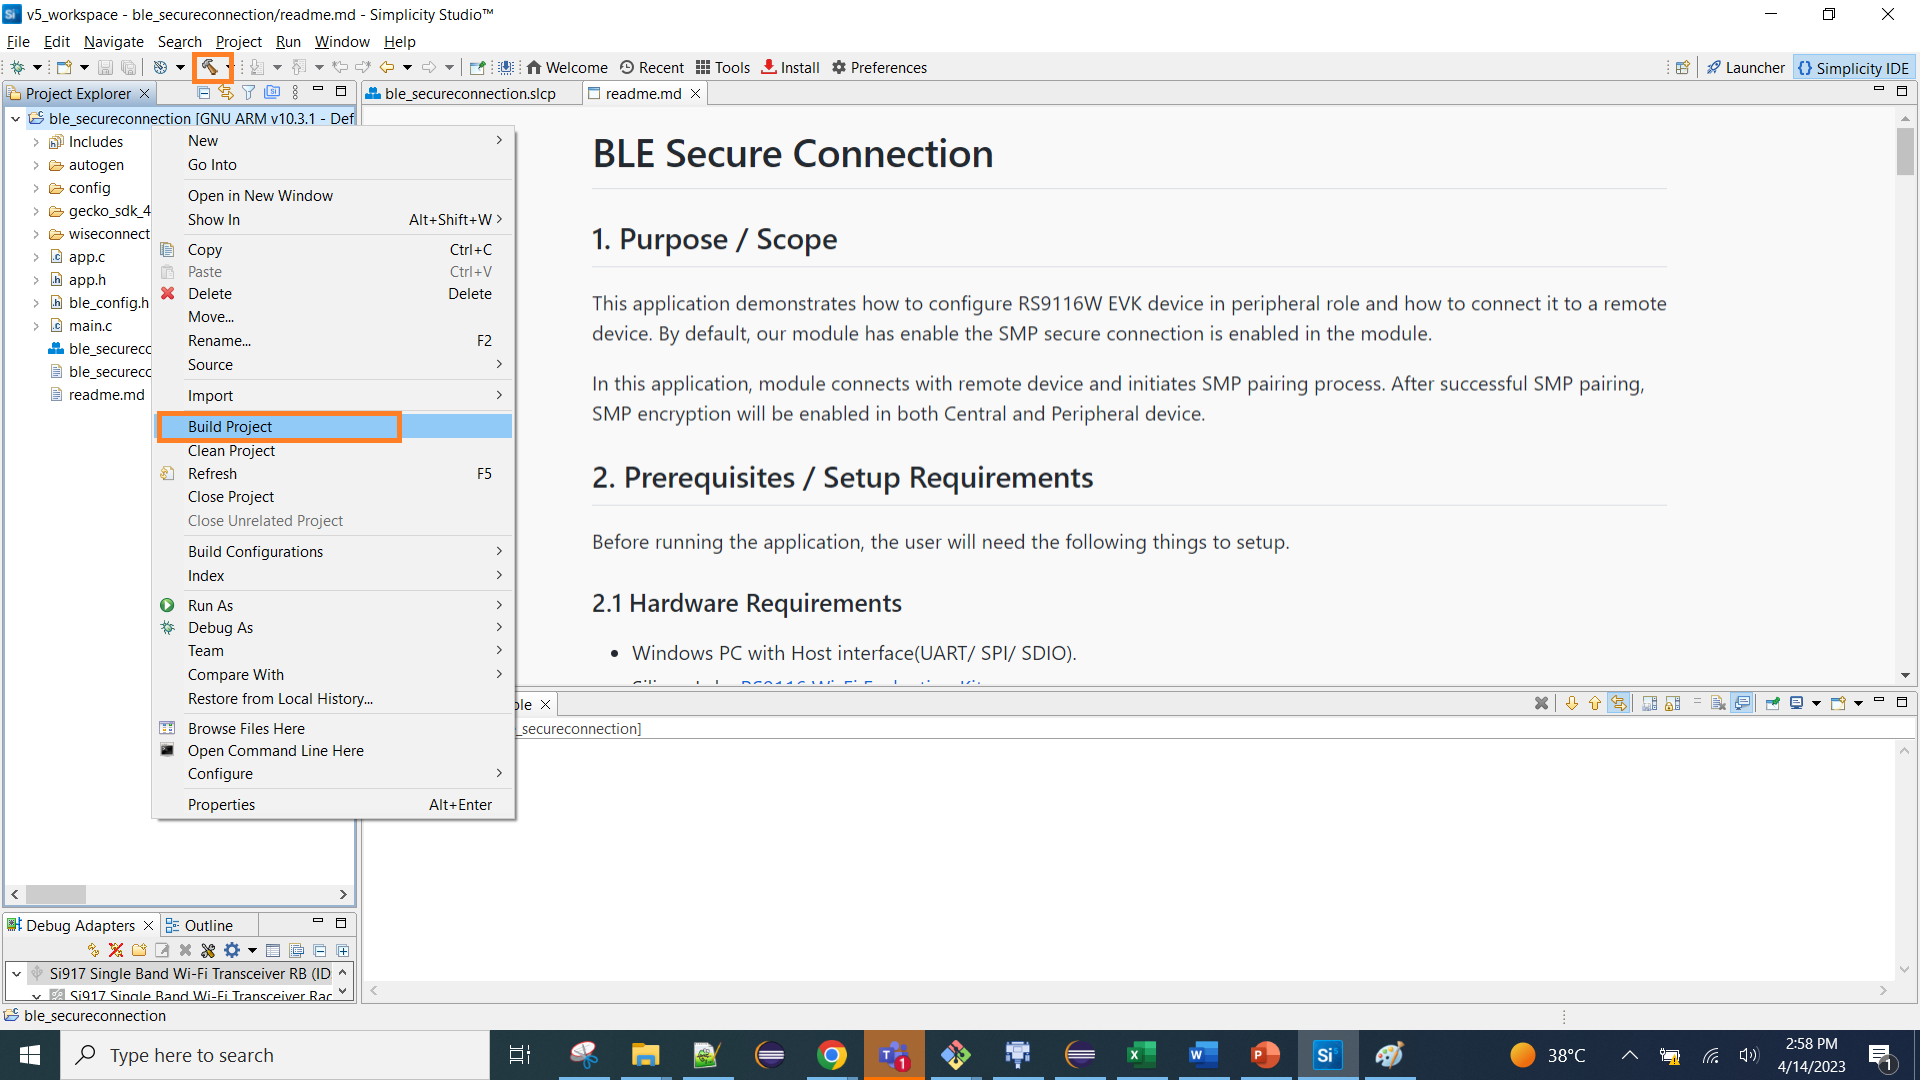 v5_workspace - ble_secureconnection/readme.md - Simplicity Studio™
File Edit Navigate Search Project Run Window Help
Welcome Recent Tools Install Preferences
Launcher {} Simplicity IDE
Project Explorer
ble_secureconnection [GNU ARM v10.3.1 - Def
Includes
autogen
config
gecko_sdk_4
wiseconnect
app.c
app.h
ble_config.h
main.c
ble_secureco
ble_secureco
readme.md
New
Go Into
Open in New Window
Show In Alt+Shift+W
Copy Ctrl+C
Paste Ctrl+V
Delete Delete
Move...
Rename... F2
Source
Import
Build Project
Clean Project
Refresh F5
Close Project
Close Unrelated Project
Build Configurations
Index
Run As
Debug As
Team
Compare With
Restore from Local History...
Browse Files Here
Open Command Line Here
Configure
Properties Alt+Enter
ble_secureconnection.slcp readme.md
BLE Secure Connection
1. Purpose / Scope
This application demonstrates how to configure RS9116W EVK device in peripheral role and how to connect it to a remote
device. By default, our module has enable the SMP secure connection is enabled in the module.
In this application, module connects with remote device and initiates SMP pairing process. After successful SMP pairing,
SMP encryption will be enabled in both Central and Peripheral device.
2. Prerequisites / Setup Requirements
Before running the application, the user will need the following things to setup.
2.1 Hardware Requirements
• Windows PC with Host interface(UART/ SPI/ SDIO).
RS9116 Wi-Fi Evaluation Kit
ole
_secureconnection]
Debug Adapters Outline
Si917 Single Band Wi-Fi Transceiver RB (ID
Si917 Single Band Wi-Fi Transceiver Rac
ble_secureconnection
Type here to search
38°C
2:58 PM
4/14/2023
1
1